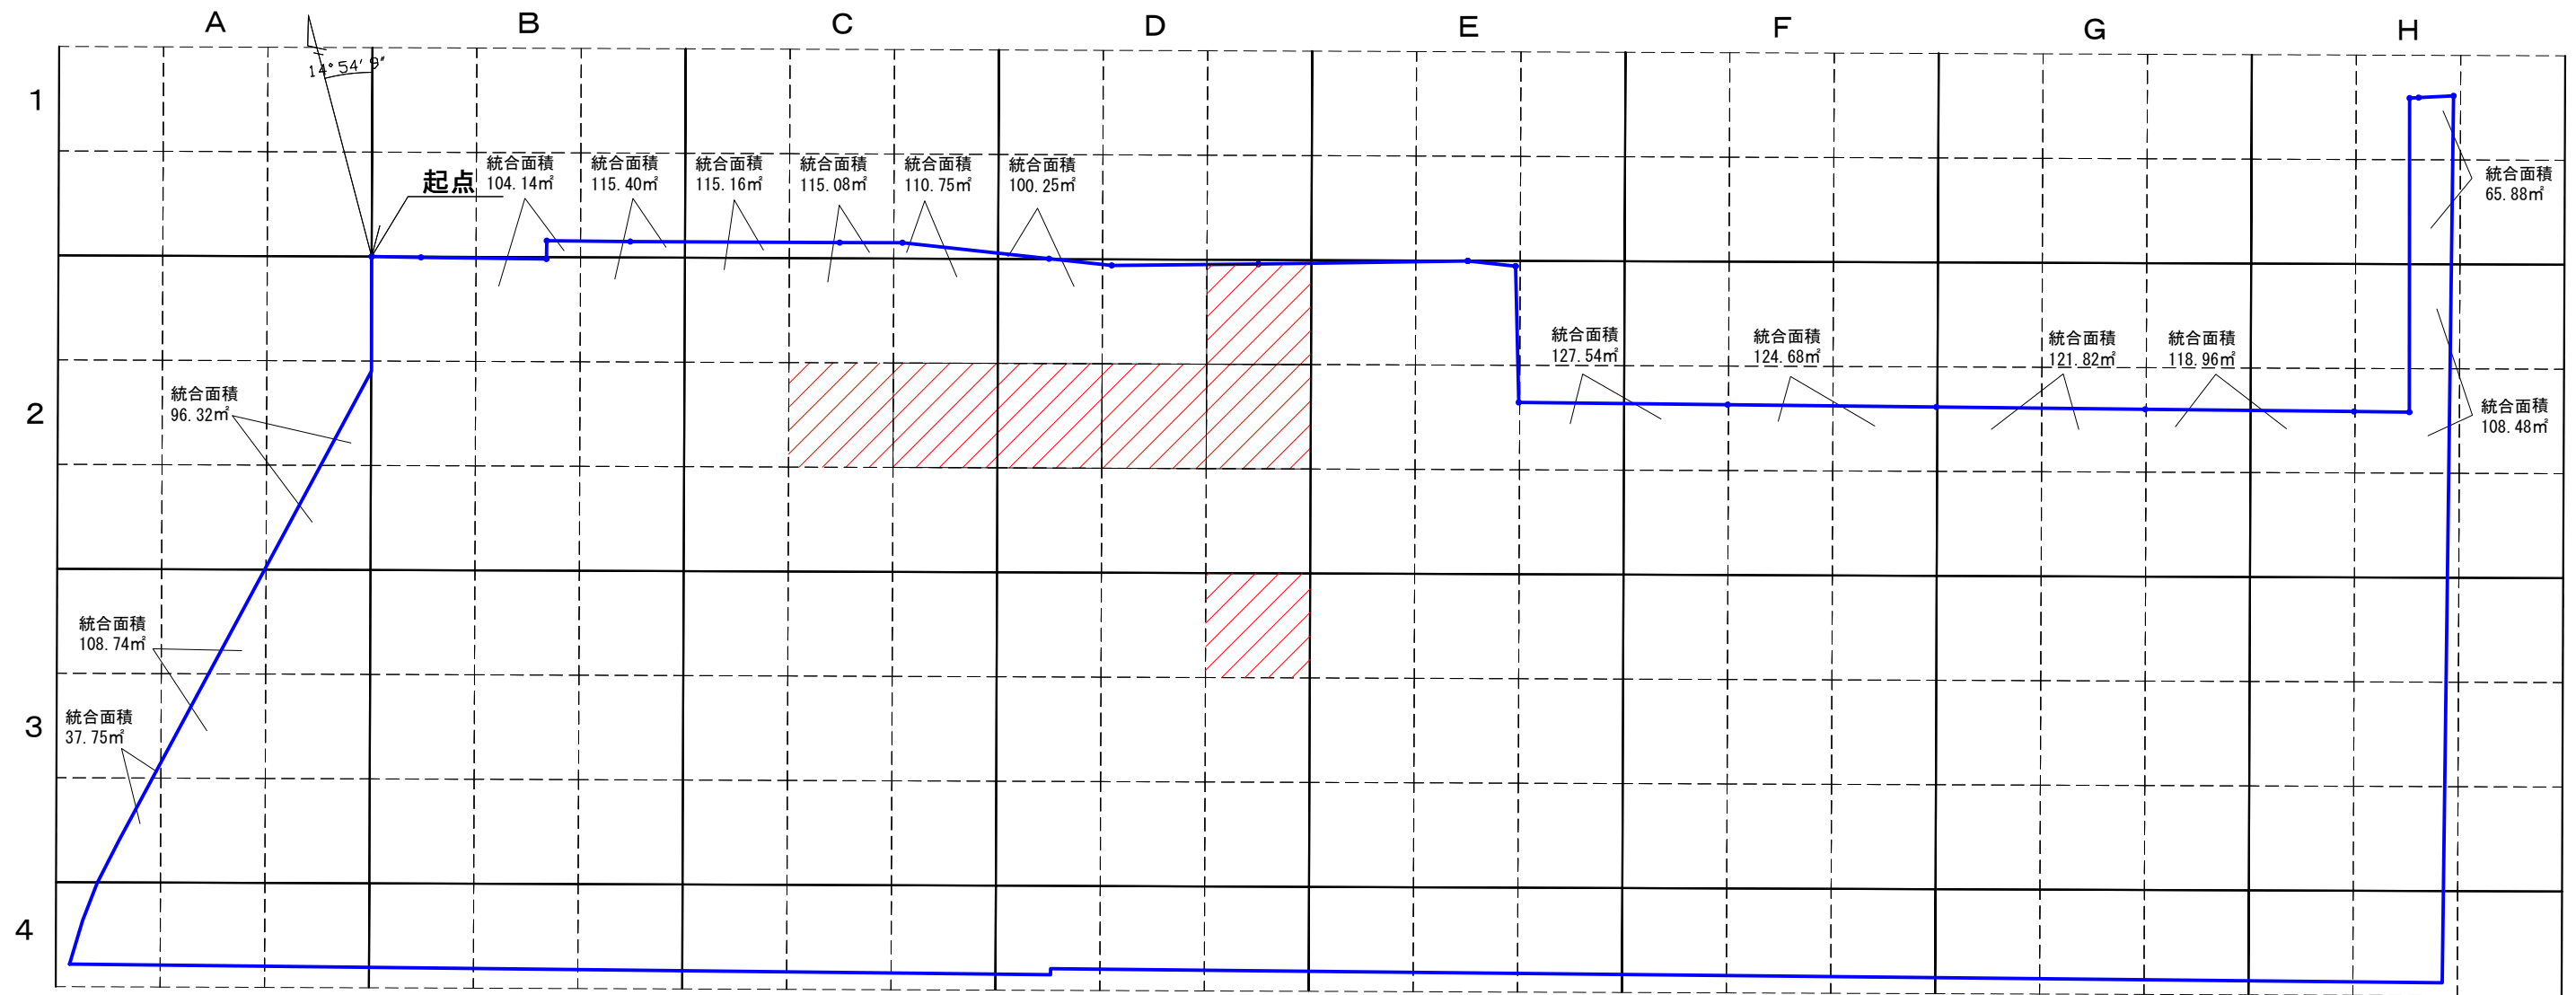 A B C D E F G H
14°54′9″
1
起点
統合面積
104.14㎡
統合面積
115.40㎡
統合面積
115.16㎡
統合面積
115.08㎡
統合面積
110.75㎡
統合面積
100.25㎡
統合面積
65.88㎡
2
統合面積
96.32㎡
統合面積
127.54㎡
統合面積
124.68㎡
統合面積
121.82㎡
統合面積
118.96㎡
統合面積
108.48㎡
3
統合面積
108.74㎡
統合面積
37.75㎡
4